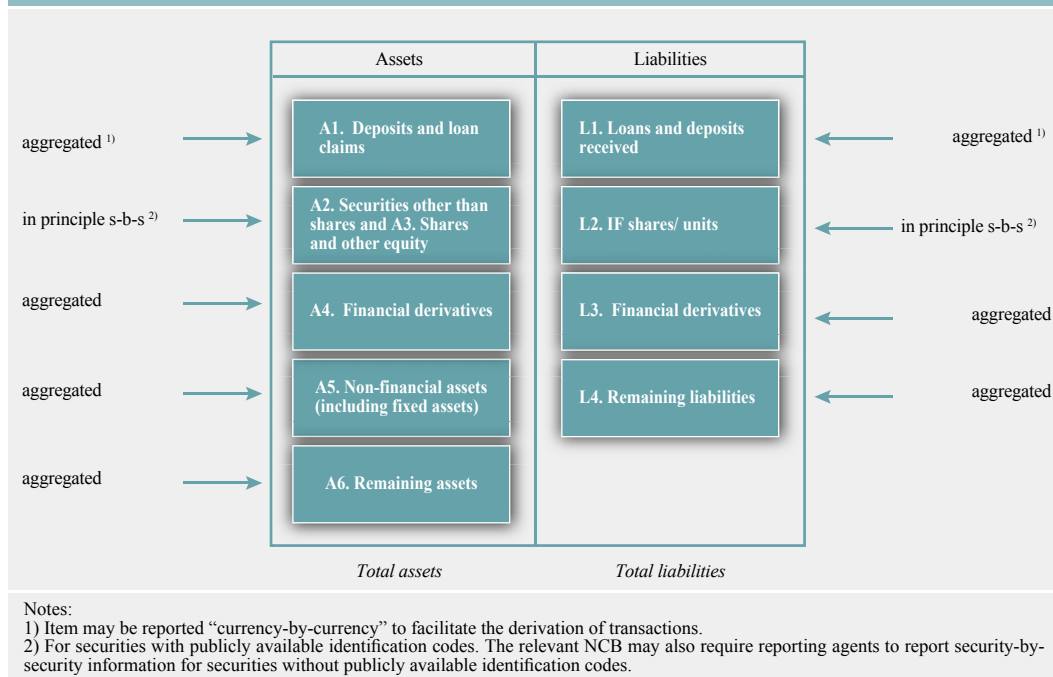 Assets
Liabilities
aggregated 1)
A1. Deposits and loan
claims
L1. Loans and deposits
received
aggregated 1)
in principle s-b-s 2)
A2. Securities other than
shares and A3. Shares
and other equity
L2. IF shares/ units
in principle s-b-s 2)
aggregated
A4. Financial derivatives
L3. Financial derivatives
aggregated
aggregated
A5. Non-financial assets
(including fixed assets)
L4. Remaining liabilities
aggregated
aggregated
A6. Remaining assets
Total assets
Total liabilities
Notes:
1) Item may be reported “currency-by-currency” to facilitate the derivation of transactions.
2) For securities with publicly available identification codes. The relevant NCB may also require reporting agents to report security-by-
security information for securities without publicly available identification codes.